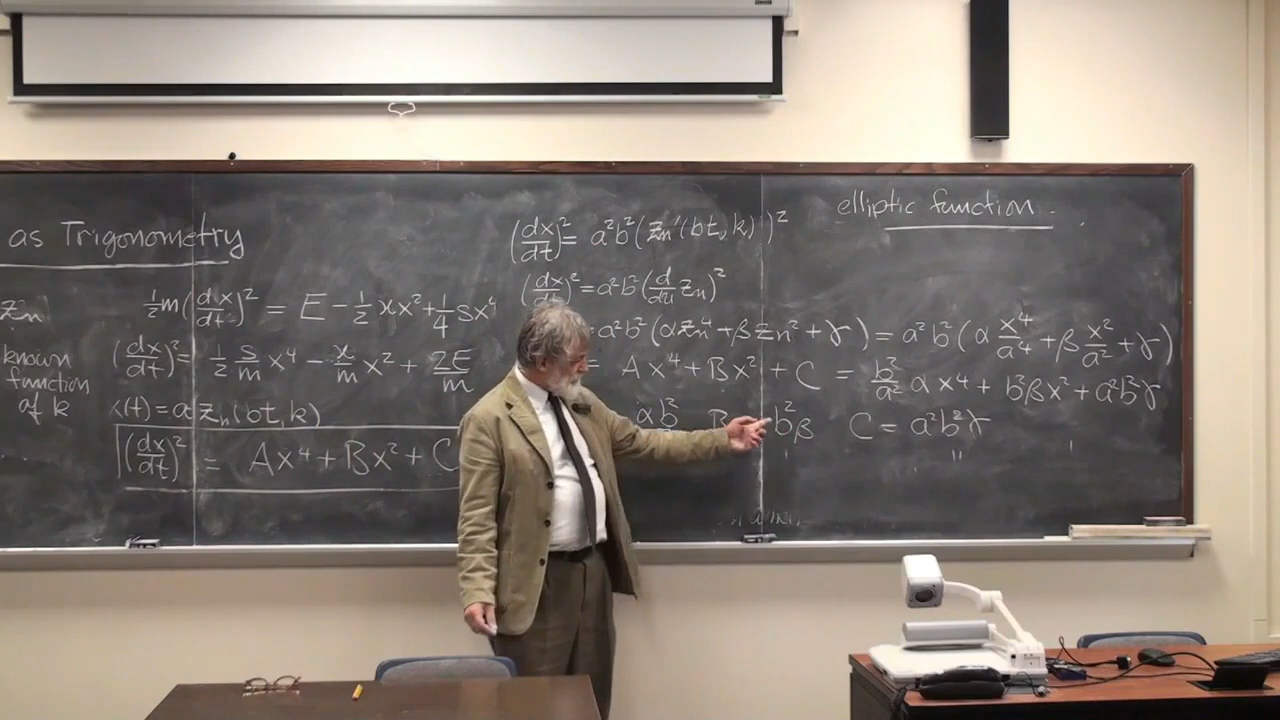 as Trigonometry
zn
known
function
of k
½m(dx/dt)² = E - ½ϰx² + ¼sx⁴
(dx/dt)² = ½ s/m x⁴ - ϰ/m x² + 2E/m
x(t) = a zn(bt, k)
(dx/dt)² = Ax⁴ + Bx² + C
(dx/dt)² = a²b²(zn'(bt, k))²
(dx/dt)² = a²b²(d/du zn)²
= a²b²(αzn⁴ + βzn² + γ) = a²b²(α x⁴/a⁴ + β x²/a² + γ)
= Ax⁴ + Bx² + C = b²/a² αx⁴ + b²βx² + a²b²γ
αb² B b²β C = a²b²γ
elliptic function